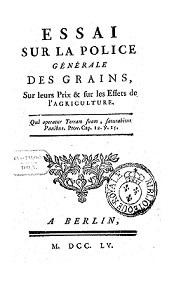 ESSAI
SUR LA POLICE
GÉNÉRALE
DES GRAINS,
Sur leurs Prix & sur les Effets de
l'AGRICULTURE.
Qui operatur Terram suam, saturabitur
Panibus. Prov. Cap. 12. ℣. 11.
A BERLIN,
M. DCC. LV.